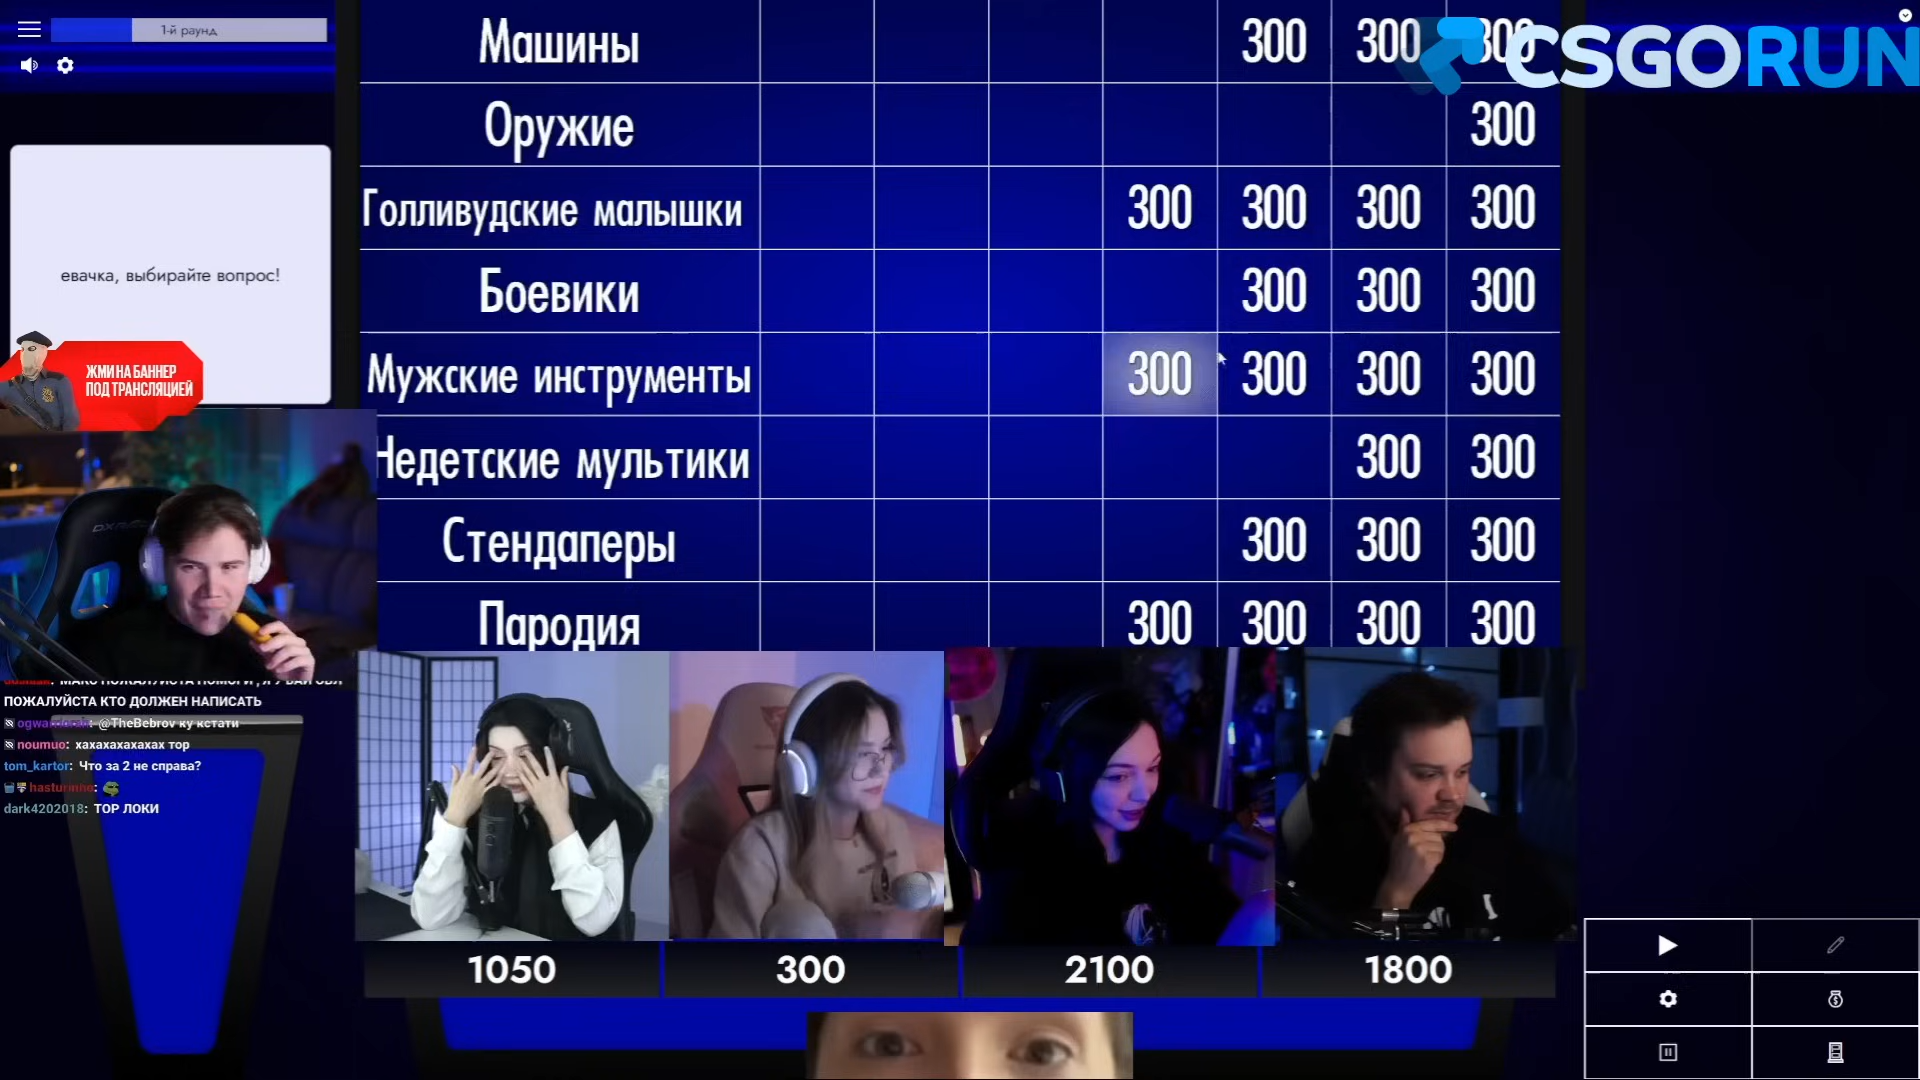 1-й раунд
CSGORUN
евачка, выбирайте вопрос!
ЖМИ НА БАННЕР
ПОД ТРАНСЛЯЦИЕЙ
Машины 300 300 300
Оружие 300
Голливудские малышки 300 300 300 300
Боевики 300 300 300
Мужские инструменты 300 300 300 300
Недетские мультики 300 300
Стендаперы 300 300 300
Пародия 300 300 300 300
ПОЖАЛУЙСТА КТО ДОЛЖЕН НАПИСАТЬ
@TheBebrov ку кстати
noumuo: хахахахахахах тор
tom_kartor: Что за 2 не справа?
dark4202018: ТОР ЛОКИ
1050 300 2100 1800